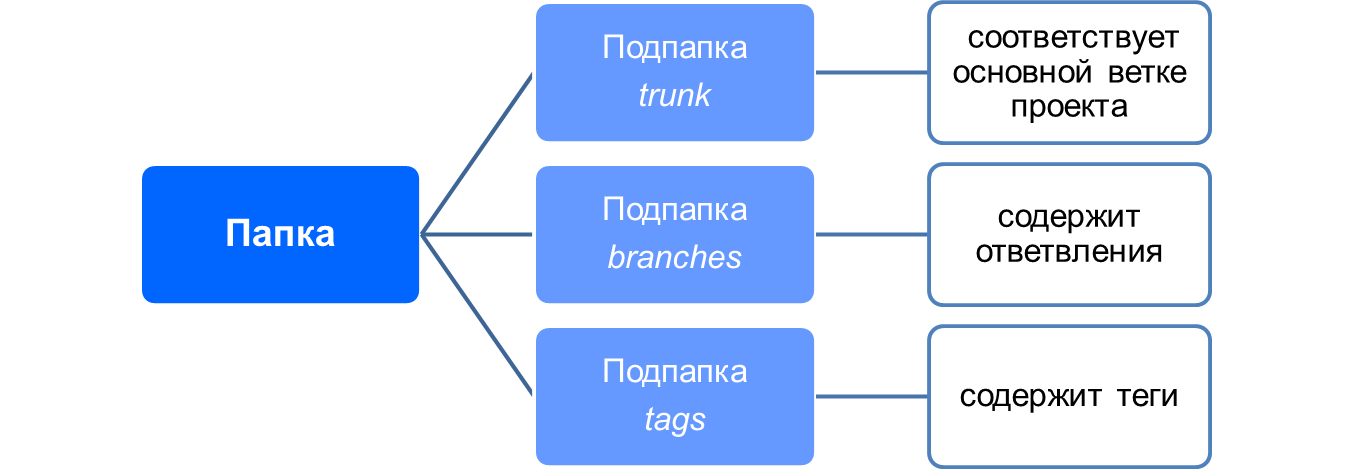 Папка
Подпапка
trunk
соответствует
основной ветке
проекта
Подпапка
branches
содержит
ответвления
Подпапка
tags
содержит теги